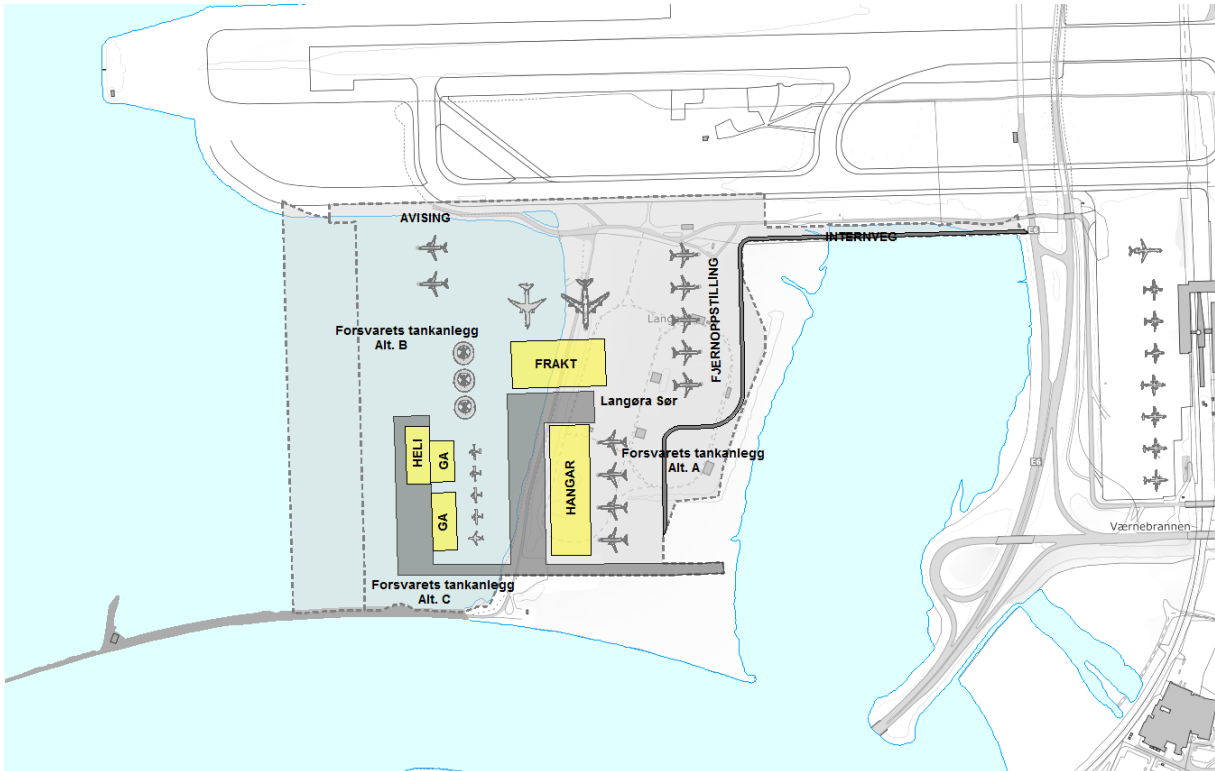 AVISING
E6
INTERNVEG
FJERNOPPSTILLING
Forsvarets tankanlegg
Alt. B
FRAKT
Langøra Sør
HELI
GA
GA
HANGAR
Forsvarets tankanlegg
Alt. A
E6
Værnebrannen
Forsvarets tankanlegg
Alt. C